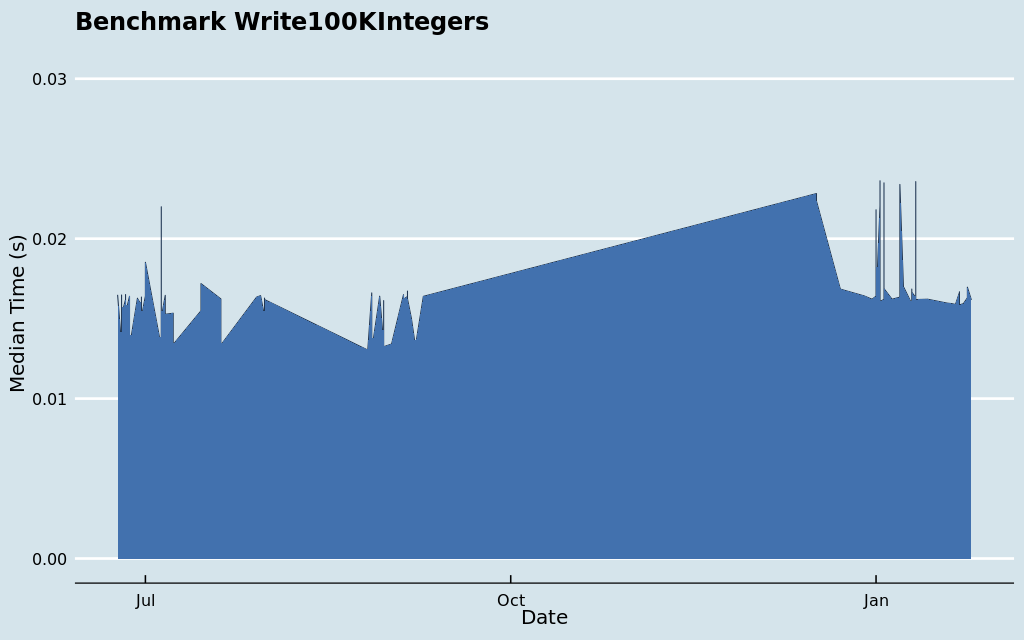 Benchmark Write100KIntegers
Median Time (s)
0.03
0.02
0.01
0.00
Jul
Oct
Jan
Date